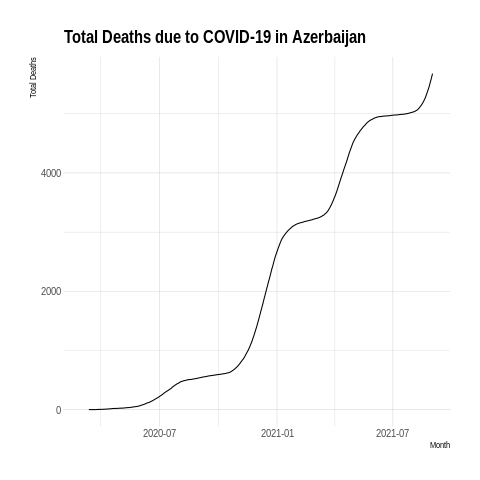 Total Deaths due to COVID-19 in Azerbaijan
Total Deaths
4000
2000
0
2020-07
2021-01
2021-07
Month